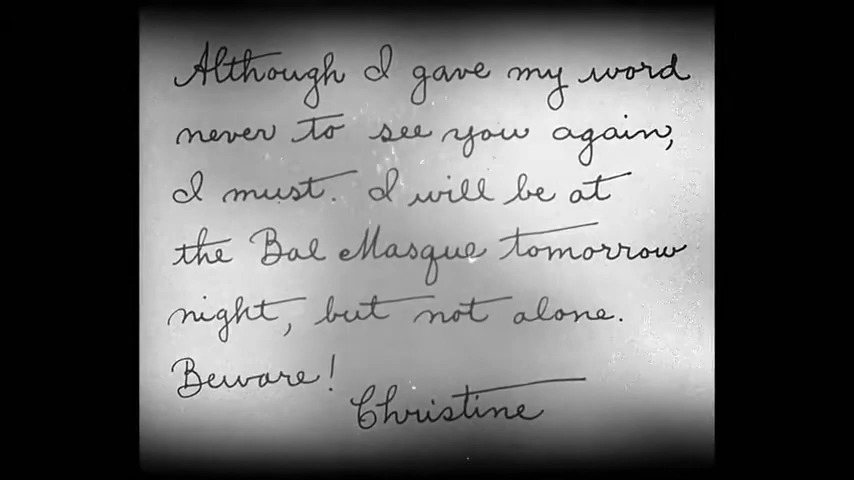 Although I gave my word
never to see you again,
I must. I will be at
the Bal Masque tomorrow
night, but not alone.
Beware!
Christine